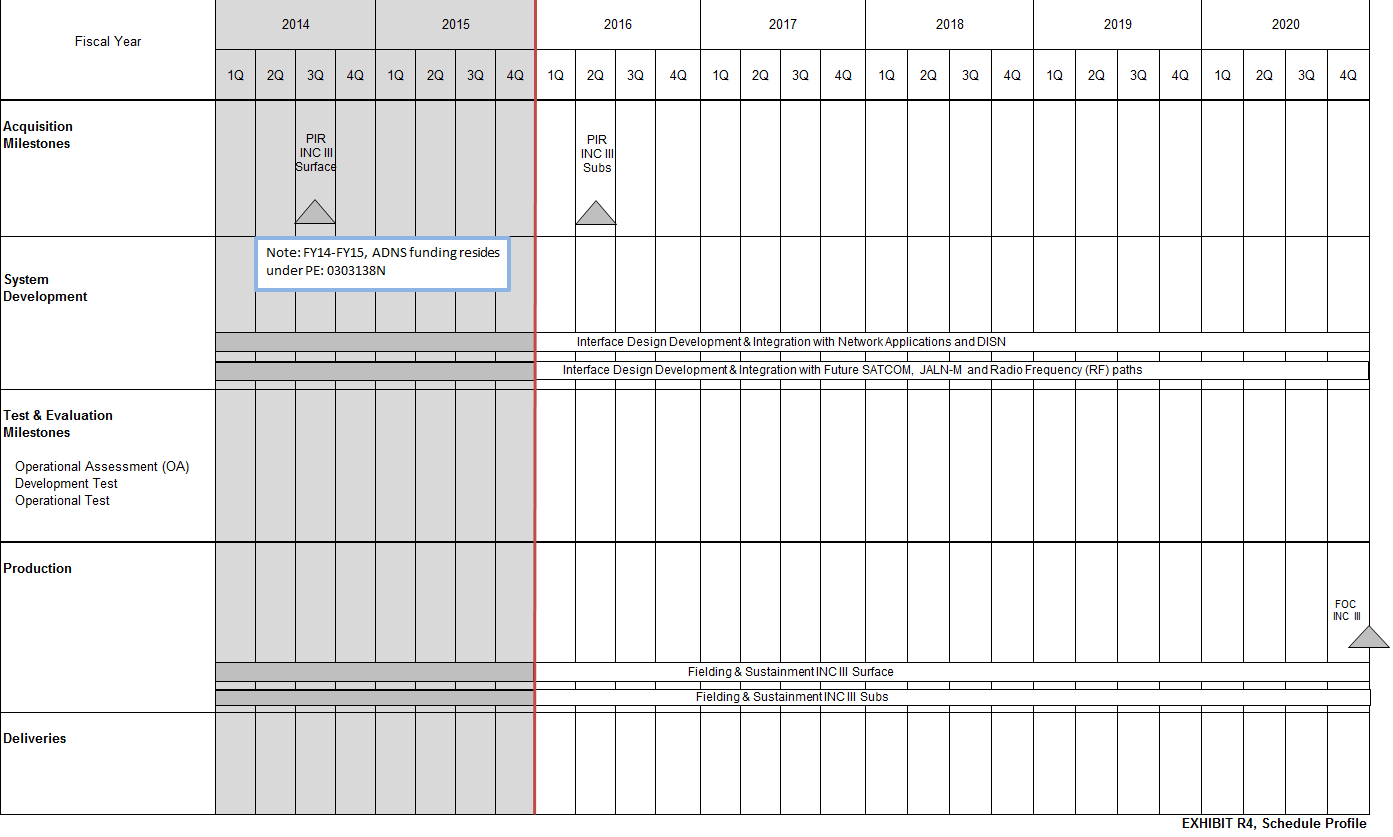 Fiscal Year
2014 2015 2016 2017 2018 2019 2020
1Q 2Q 3Q 4Q 1Q 2Q 3Q 4Q 1Q 2Q 3Q 4Q 1Q 2Q 3Q 4Q 1Q 2Q 3Q 4Q 1Q 2Q 3Q 4Q 1Q 2Q 3Q 4Q
Acquisition
Milestones
PIR
INC III
Surface
PIR
INC III
Subs
Note: FY14-FY15, ADNS funding resides
under PE: 0303138N
System
Development
Interface Design Development & Integration with Network Applications and DISN
Interface Design Development & Integration with Future SATCOM, JALN-M and Radio Frequency (RF) paths
Test & Evaluation
Milestones
Operational Assessment (OA)
Development Test
Operational Test
Production
FOC
INC III
Fielding & Sustainment INC III Surface
Fielding & Sustainment INC III Subs
Deliveries
EXHIBIT R4, Schedule Profile